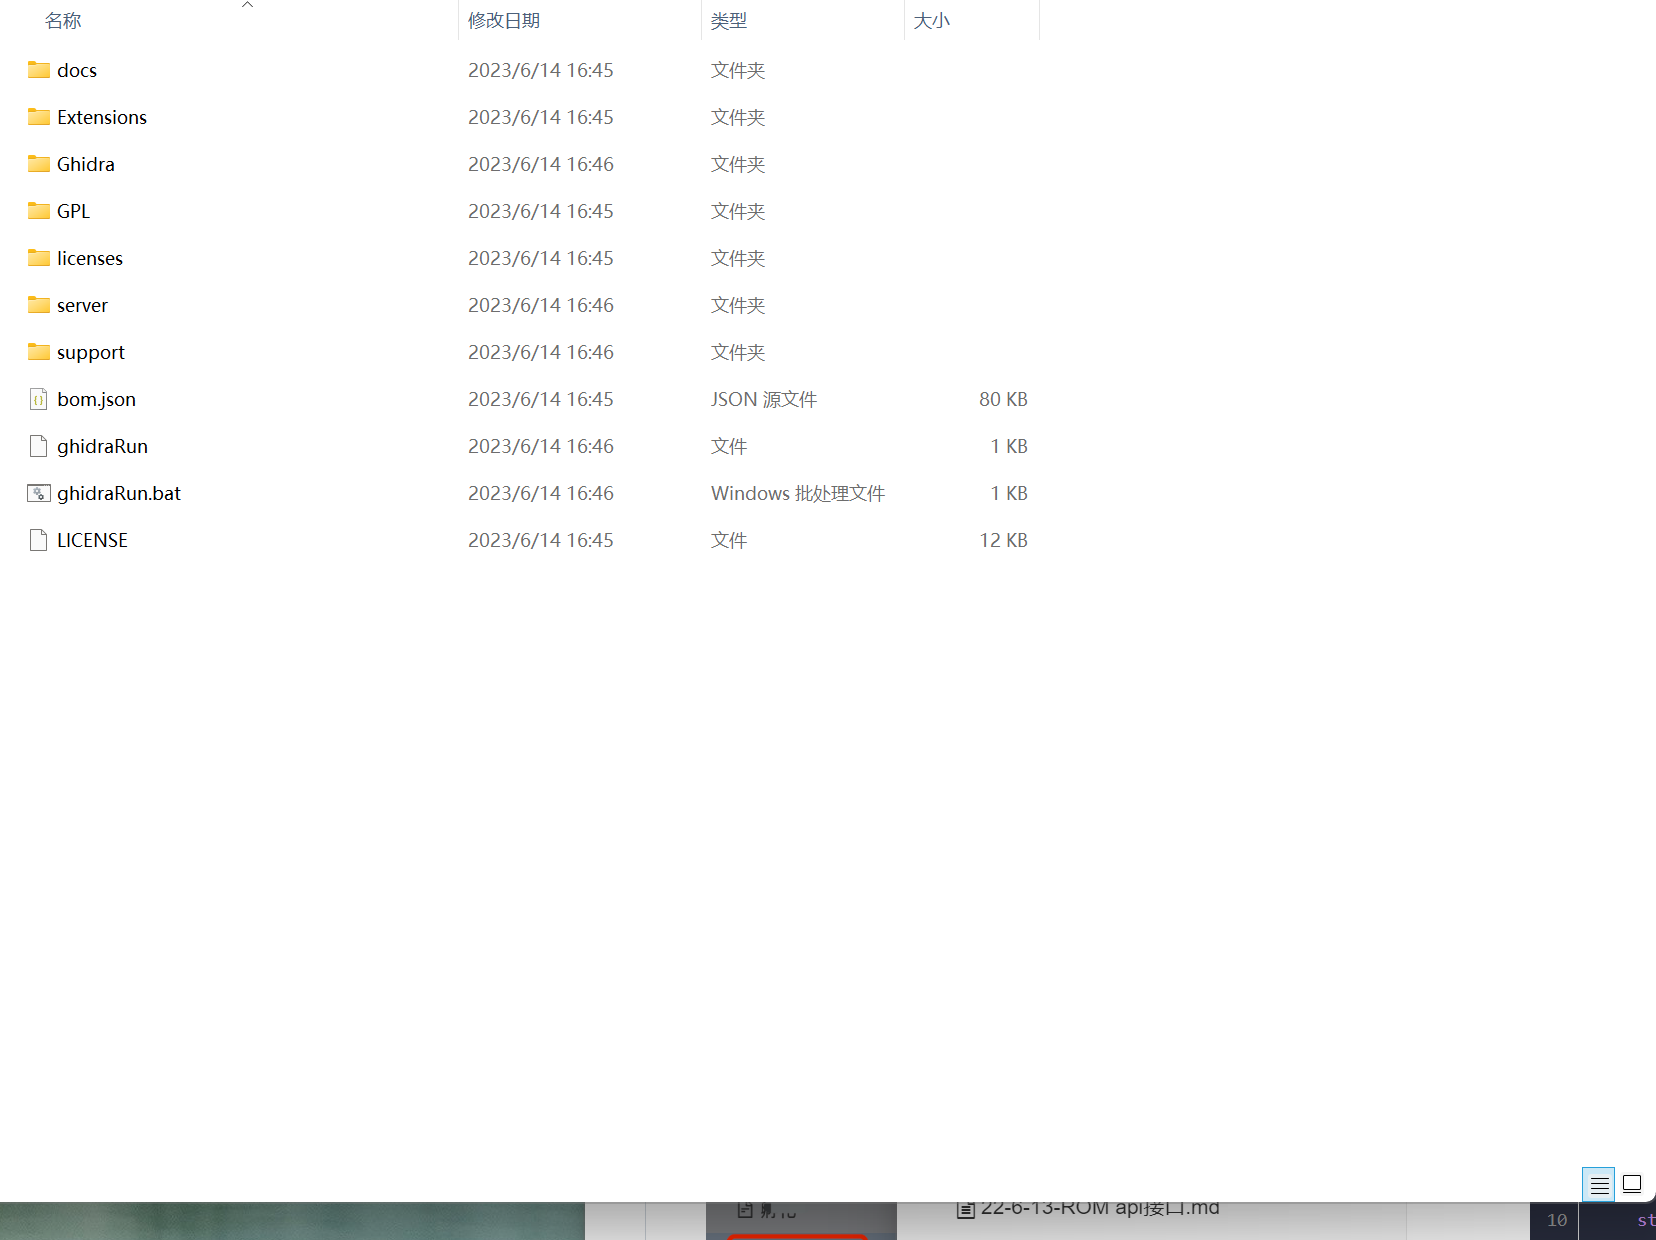 名称 修改日期 类型 大小
docs 2023/6/14 16:45 文件夹
Extensions 2023/6/14 16:45 文件夹
Ghidra 2023/6/14 16:46 文件夹
GPL 2023/6/14 16:45 文件夹
licenses 2023/6/14 16:45 文件夹
server 2023/6/14 16:46 文件夹
support 2023/6/14 16:46 文件夹
bom.json 2023/6/14 16:45 JSON 源文件 80 KB
ghidraRun 2023/6/14 16:46 文件 1 KB
ghidraRun.bat 2023/6/14 16:46 Windows 批处理文件 1 KB
LICENSE 2023/6/14 16:45 文件 12 KB
22-6-13-ROM api接口.md
10 st